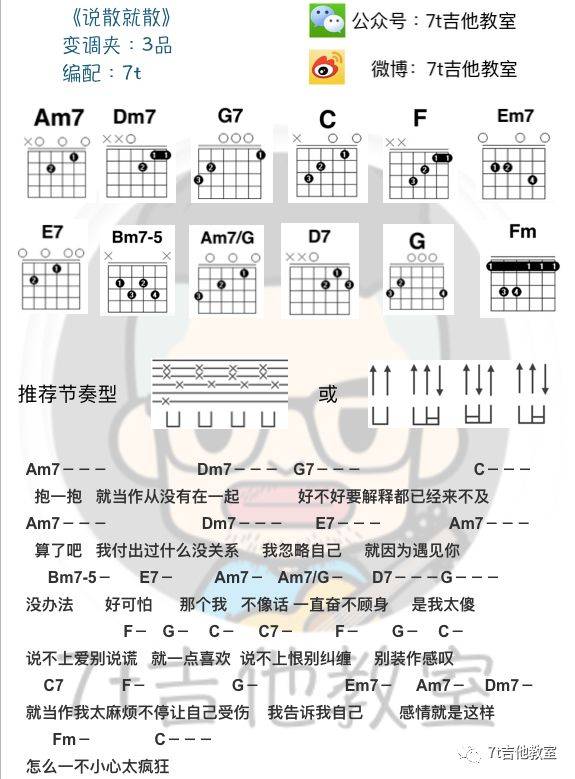 《说散就散》
变调夹：3品
编配：7t
公众号：7t吉他教室
微博：7t吉他教室
Am7 Dm7 G7 C F Em7
E7 Bm7-5 Am7/G D7 G Fm
推荐节奏型 或
Am7－－－ Dm7－－－ G7－－－ C－－－
抱一抱 就当作从没有在一起 好不好要解释都已经来不及
Am7－－－ Dm7－－－ E7－－－ Am7－－－
算了吧 我付出过什么没关系 我忽略自己 就因为遇见你
Bm7-5－ E7－ Am7－ Am7/G－ D7－－－G－－－
没办法 好可怕 那个我 不像话 一直奋不顾身 是我太傻
F－ G－ C－ C7－ F－ G－ C－
说不上爱别说谎 就一点喜欢 说不上恨别纠缠 别装作感叹
C7 F－ G－ Em7－ Am7－ Dm7－
就当作我太麻烦不停让自己受伤 我告诉我自己 感情就是这样
Fm－ C－－－
怎么一不小心太疯狂
7t吉他教室
7t吉他教室